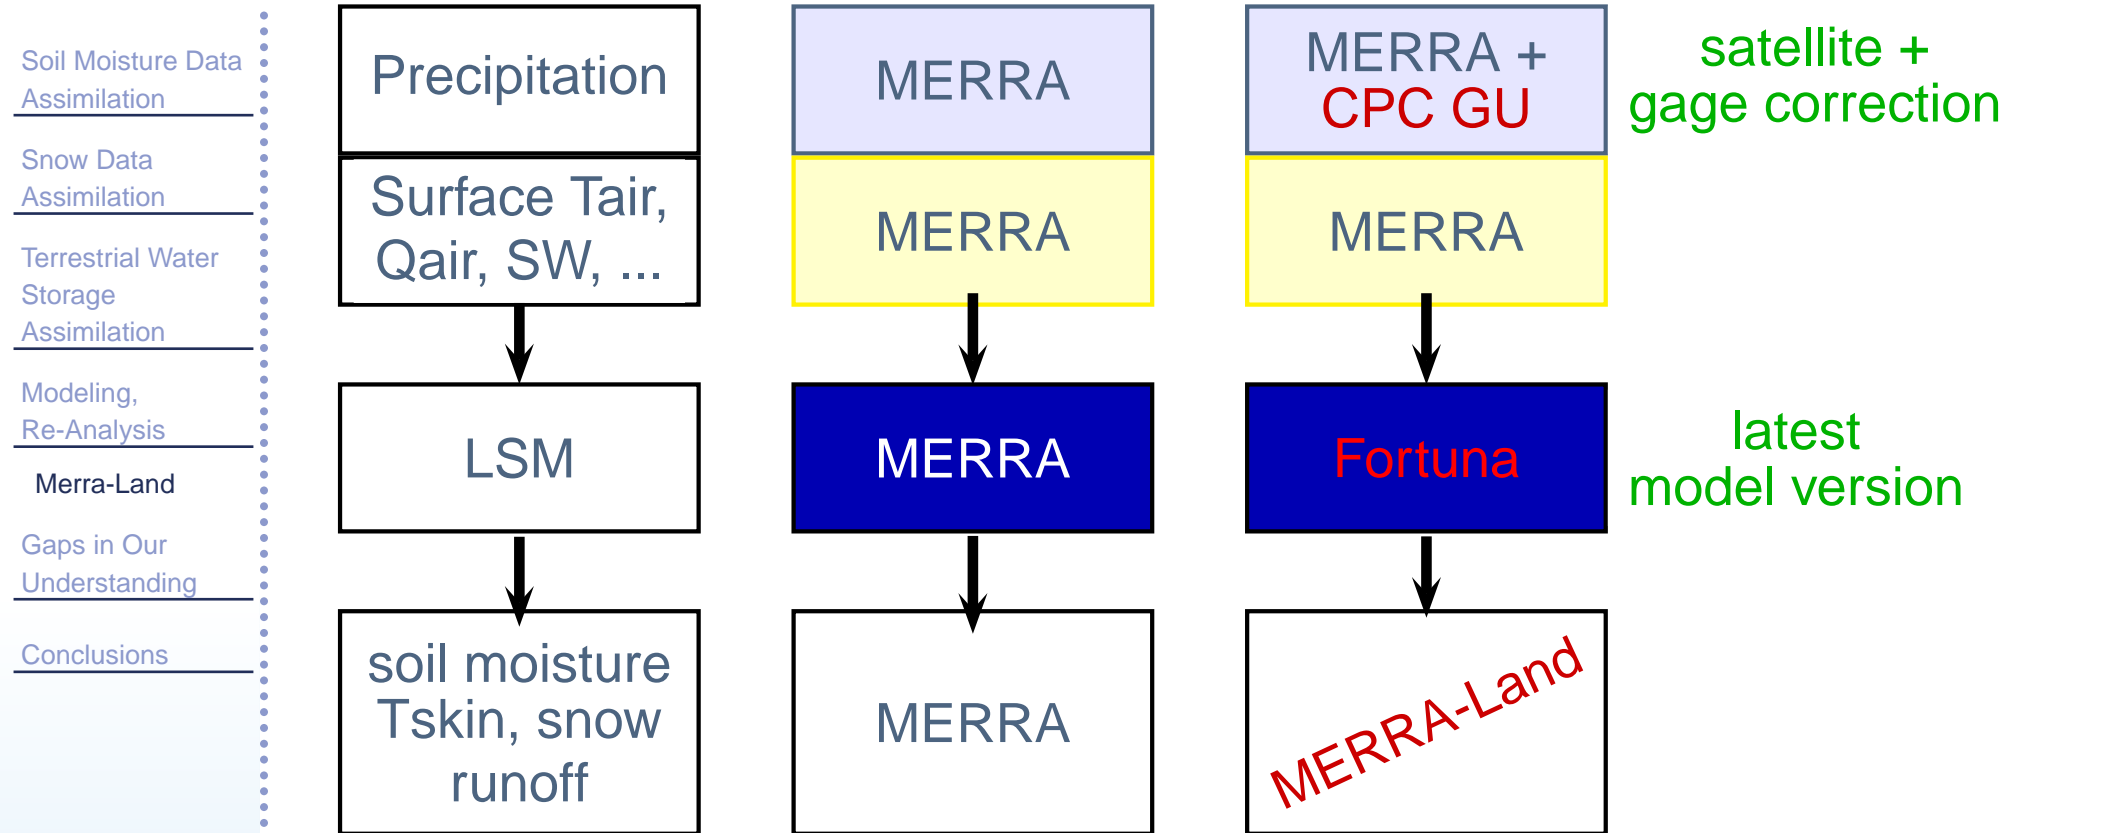 Soil Moisture Data
Assimilation
Snow Data
Assimilation
Terrestrial Water
Storage
Assimilation
Modeling,
Re-Analysis
Merra-Land
Gaps in Our
Understanding
Conclusions
Precipitation
MERRA
MERRA +
CPC GU
satellite +
gage correction
Surface Tair,
Qair, SW, ...
MERRA
MERRA
LSM
MERRA
Fortuna
latest
model version
soil moisture
Tskin, snow
runoff
MERRA
MERRA-Land